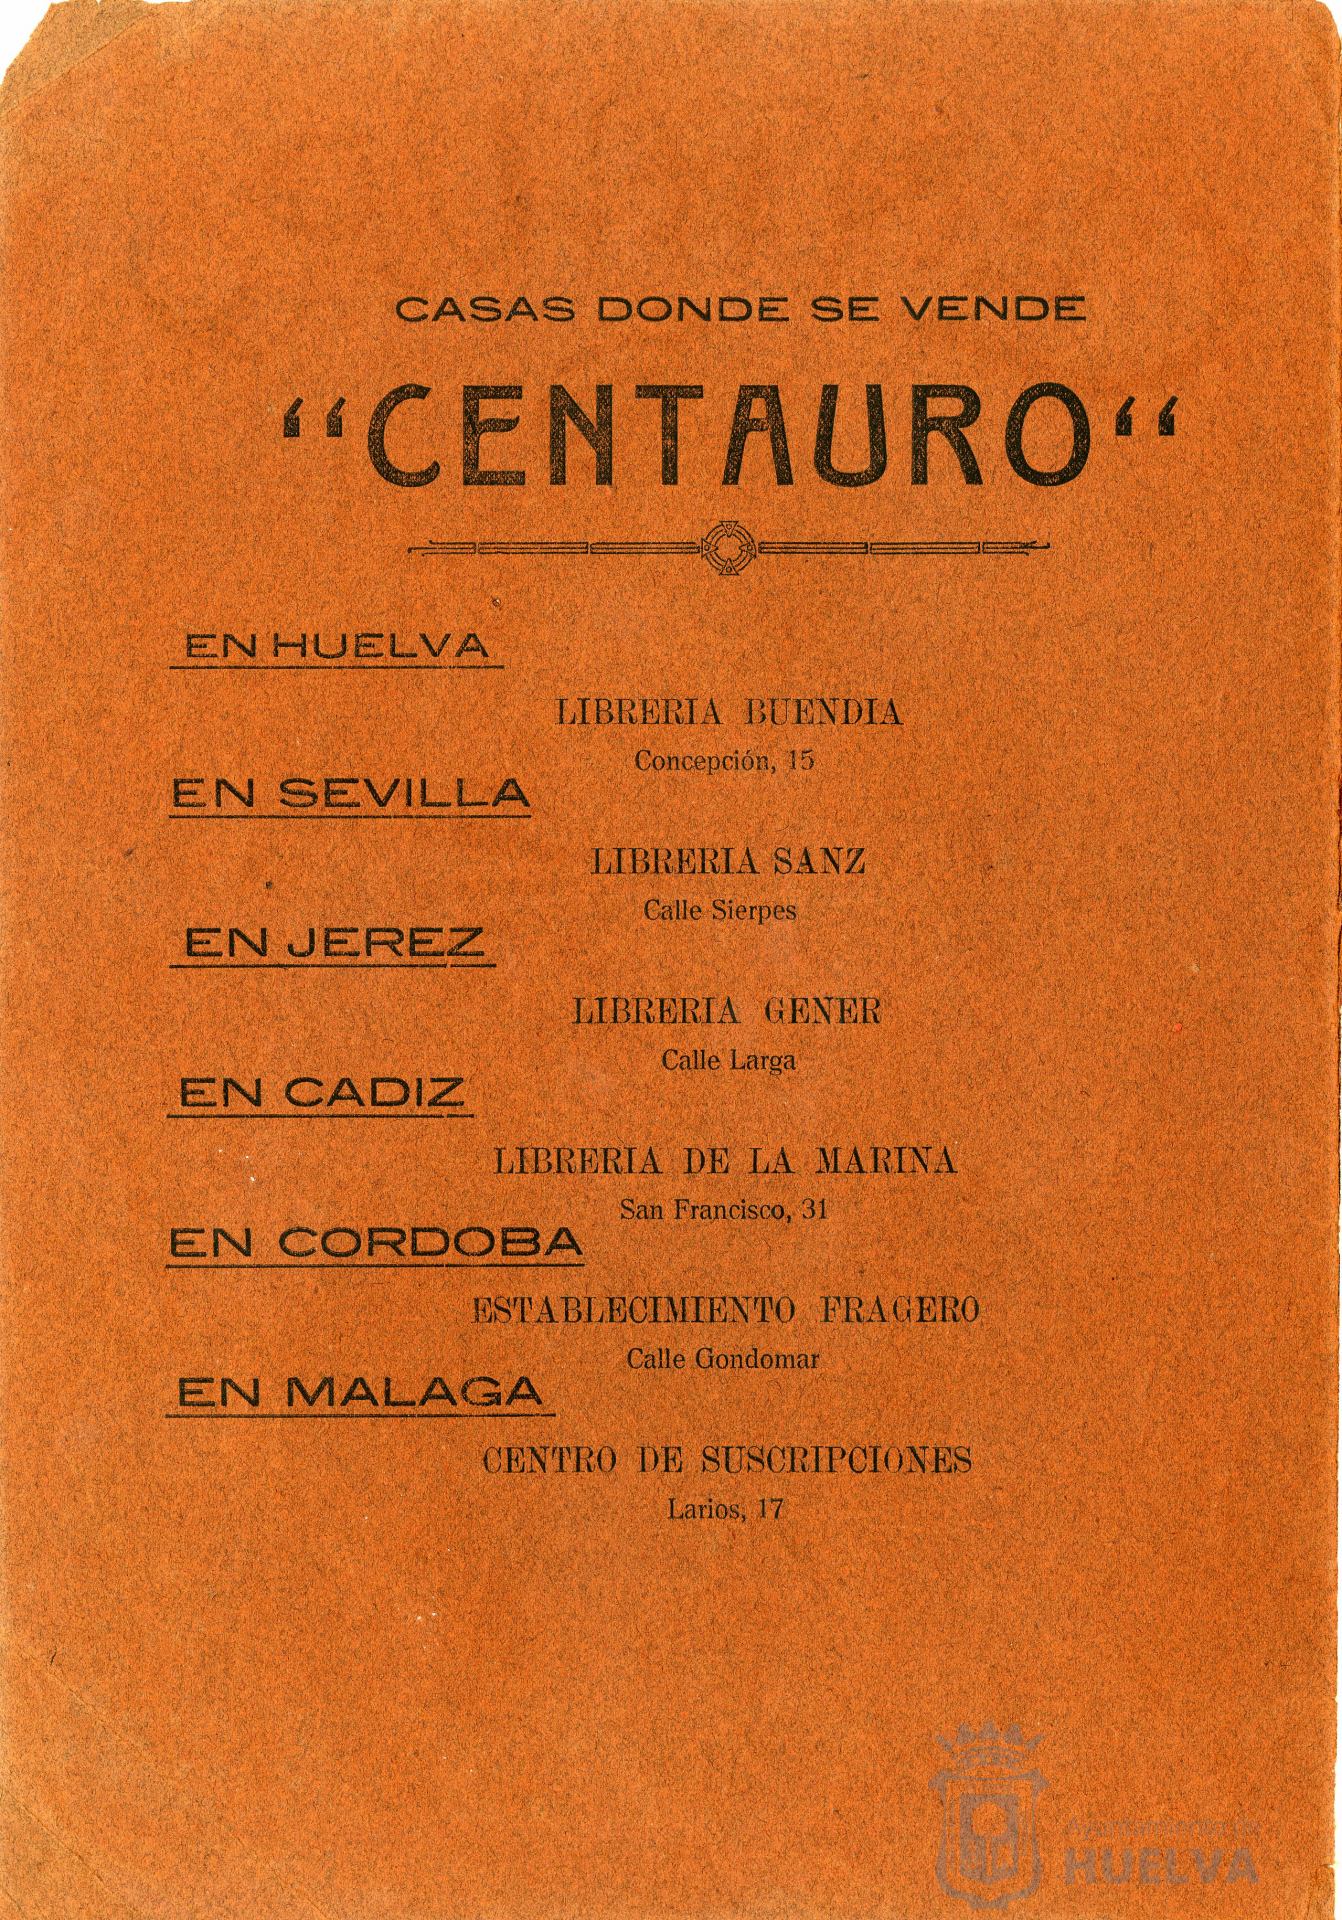 CASAS DONDE SE VENDE
“CENTAURO“
EN HUELVA
LIBRERIA BUENDIA
Concepción, 15
EN SEVILLA
LIBRERIA SANZ
Calle Sierpes
EN JEREZ
LIBRERIA GENER
Calle Larga
EN CADIZ
LIBRERIA DE LA MARINA
San Francisco, 31
EN CORDOBA
ESTABLECIMIENTO FRAGERO
Calle Gondomar
EN MALAGA
CENTRO DE SUSCRIPCIONES
Larios, 17
Ayuntamiento de
HUELVA